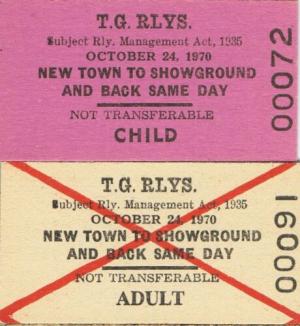 T.G. RLYS.
Subject Rly. Management Act, 1935
OCTOBER 24, 1970
NEW TOWN TO SHOWGROUND
AND BACK SAME DAY
NOT TRANSFERABLE
CHILD
00072
T.G. RLYS.
Subject Rly. Management Act, 1935
OCTOBER 24, 1970
NEW TOWN TO SHOWGROUND
AND BACK SAME DAY
NOT TRANSFERABLE
ADULT
00091